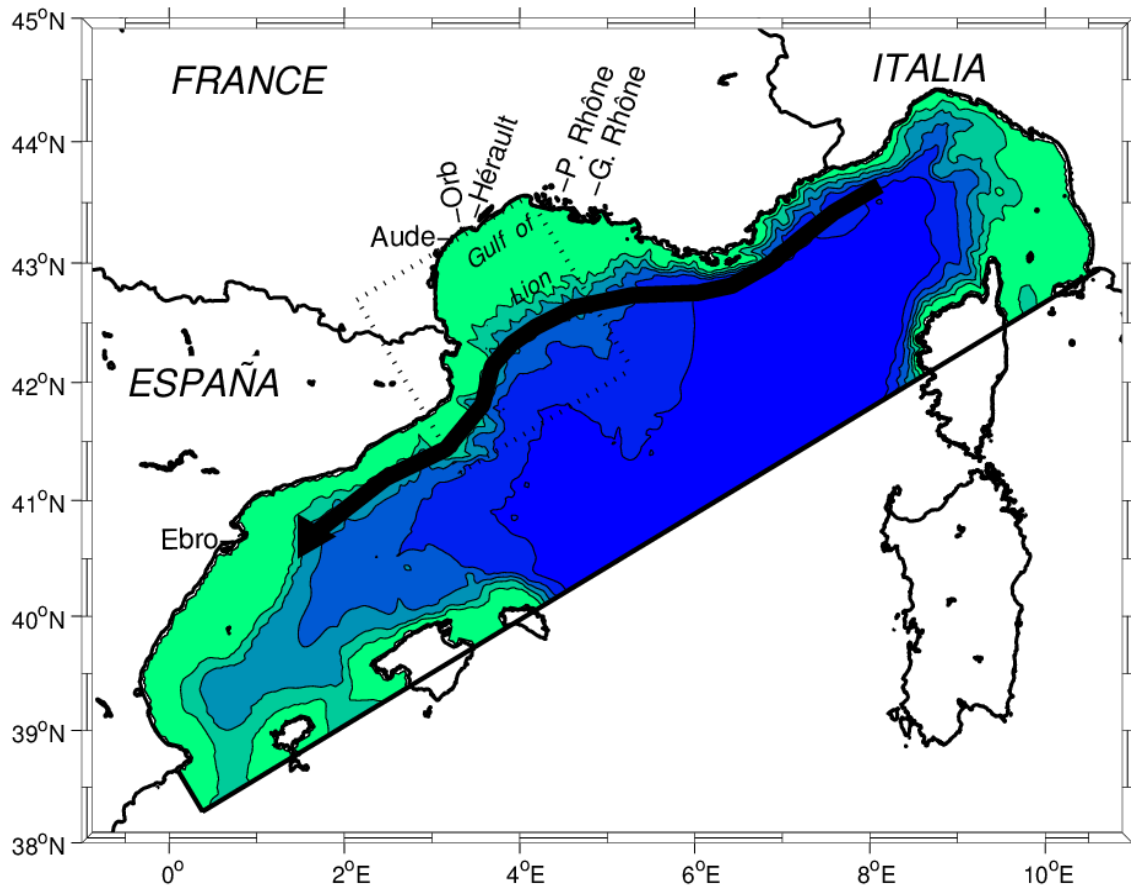 45°N
44°N
43°N
42°N
41°N
40°N
39°N
38°N
FRANCE
ITALIA
P. Rhône
G. Rhône
Orb
Hérault
Aude
Gulf of
Lion
ESPAÑA
Ebro
0°
2°E
4°E
6°E
8°E
10°E